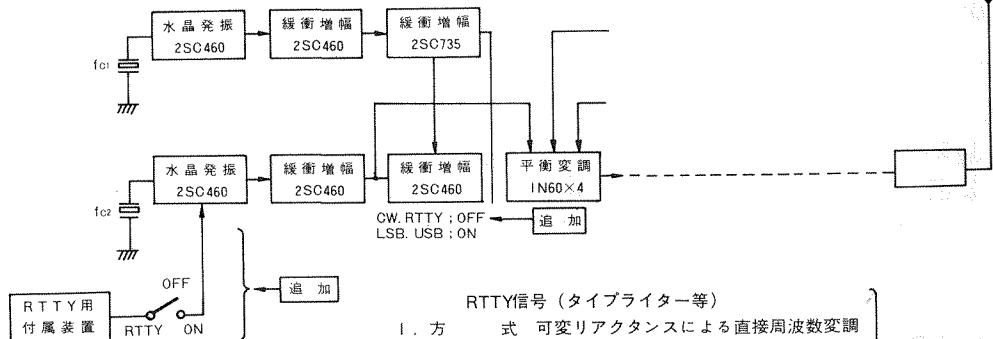 水晶発振
2SC460
緩衝増幅
2SC460
緩衝増幅
2SC735
fC1
水晶発振
2SC460
緩衝増幅
2SC460
緩衝増幅
2SC460
平衡変調
1N60×4
fC2
CW. RTTY ; OFF
LSB. USB ; ON
追加
追加
RTTY用
付属装置
OFF
RTTY ON
RTTY信号（タイプライター等）
1. 方 式 可変リアクタンスによる直接周波数変調